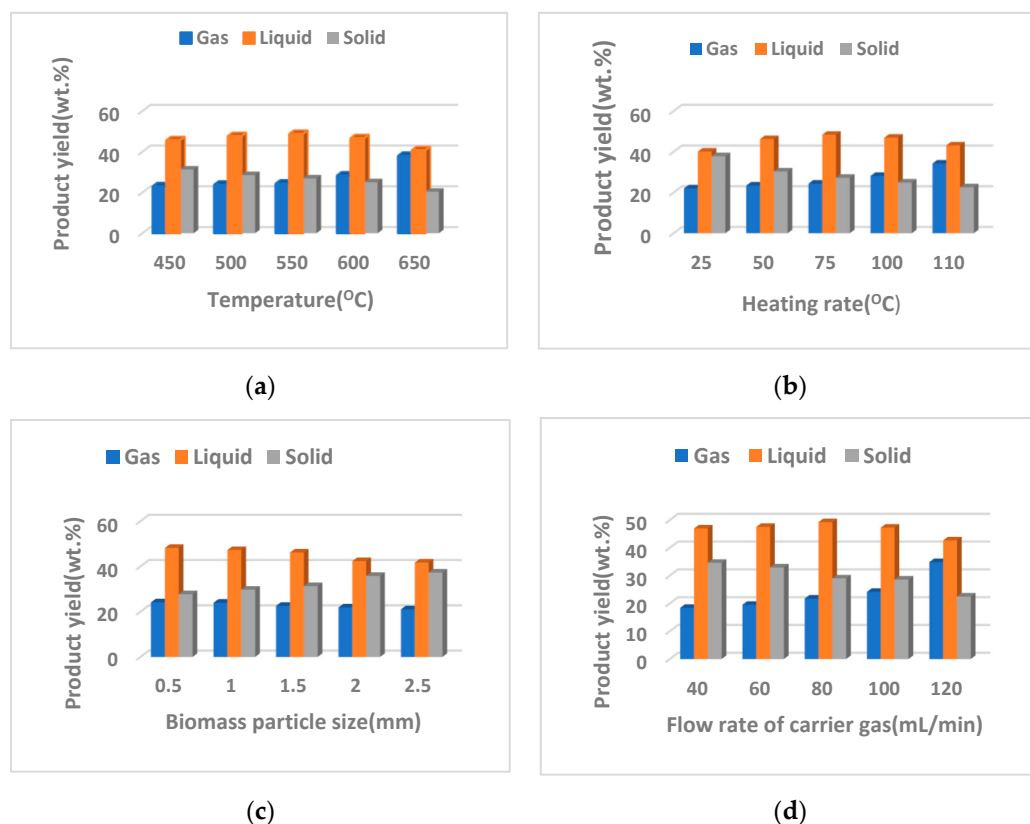 Gas Liquid Solid
Product yield(wt.%)
60
40
20
0
450 500 550 600 650
Temperature(⁰C)
(a)
Gas Liquid Solid
Product yield(wt.%)
60
40
20
0
25 50 75 100 110
Heating rate(⁰C)
(b)
Gas Liquid Solid
Product yield(wt.%)
60
40
20
0
0.5 1 1.5 2 2.5
Biomass particle size(mm)
(c)
Gas Liquid Solid
Product yield(wt.%)
50
40
30
20
10
0
40 60 80 100 120
Flow rate of carrier gas(mL/min)
(d)